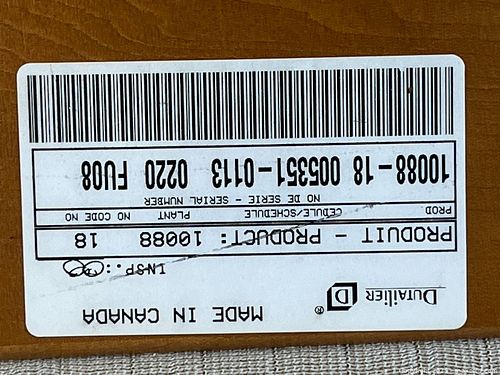 DUTAILIER ® MADE IN CANADA
INSP.:
PRODUIT - PRODUCT: 10088 18
PROD CÉDULE/SCHEDULE PLANT NO CODE NO
NO DE SERIE - SERIAL NUMBER
10088-18 005351-0113 0220 FU08